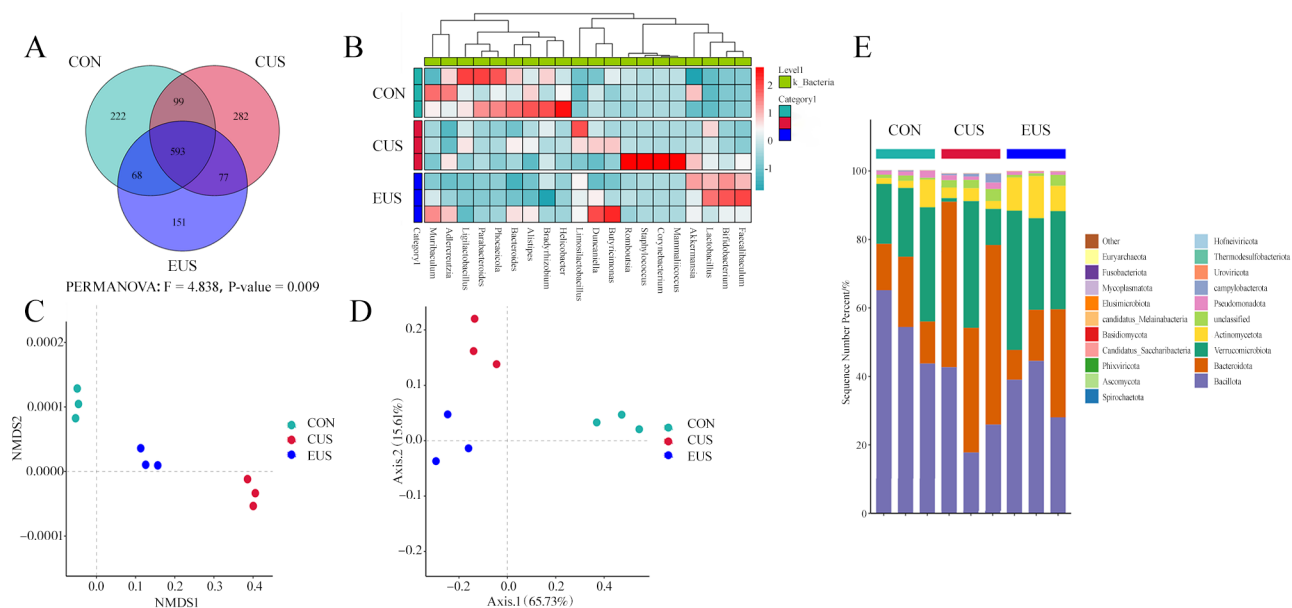 A
CON
CUS
99
222
282
593
68
77
151
EUS
PERMANOVA: F = 4.838, P-value = 0.009
B
CON
CUS
EUS
Level1
k_Bacteria
Category1
2
1
0
-1
Category1
Muribaculum
Adlercreutzia
Ligilactobacillus
Parabacteroides
Phocaeicola
Bacteroides
Alistipes
Bradyrhizobium
Helicobacter
Limosilactobacillus
Duncaniella
Butyricimonas
Romboutsia
Staphylococcus
Corynebacterium
Mammaliicoccus
Akkermansia
Lactobacillus
Bifidobacterium
Faecalibaculum
C
NMDS2
0.0002
0.0001
0.0000
-0.0001
0.0
0.1
0.2
0.3
0.4
NMDS1
CON
CUS
EUS
D
Axis.2 (15.61%)
0.2
0.1
0.0
-0.1
-0.2
-0.2
0.0
0.2
0.4
Axis.1 (65.73%)
CON
CUS
EUS
E
CON
CUS
EUS
Sequence Number Percent/%
100
80
60
40
20
0
Other
Euryarchaeota
Fusobacteriota
Mycoplasmatota
Elusimicrobiota
candidatus_Melainabacteria
Basidiomycota
Candidatus_Saccharibacteria
Phixviricota
Ascomycota
Spirochaetota
Hofneiviricota
Thermodesulfobacteriota
Uroviricota
campylobacterota
Pseudomonadota
unclassified
Actinomycetota
Verrucomicrobiota
Bacteroidota
Bacillota